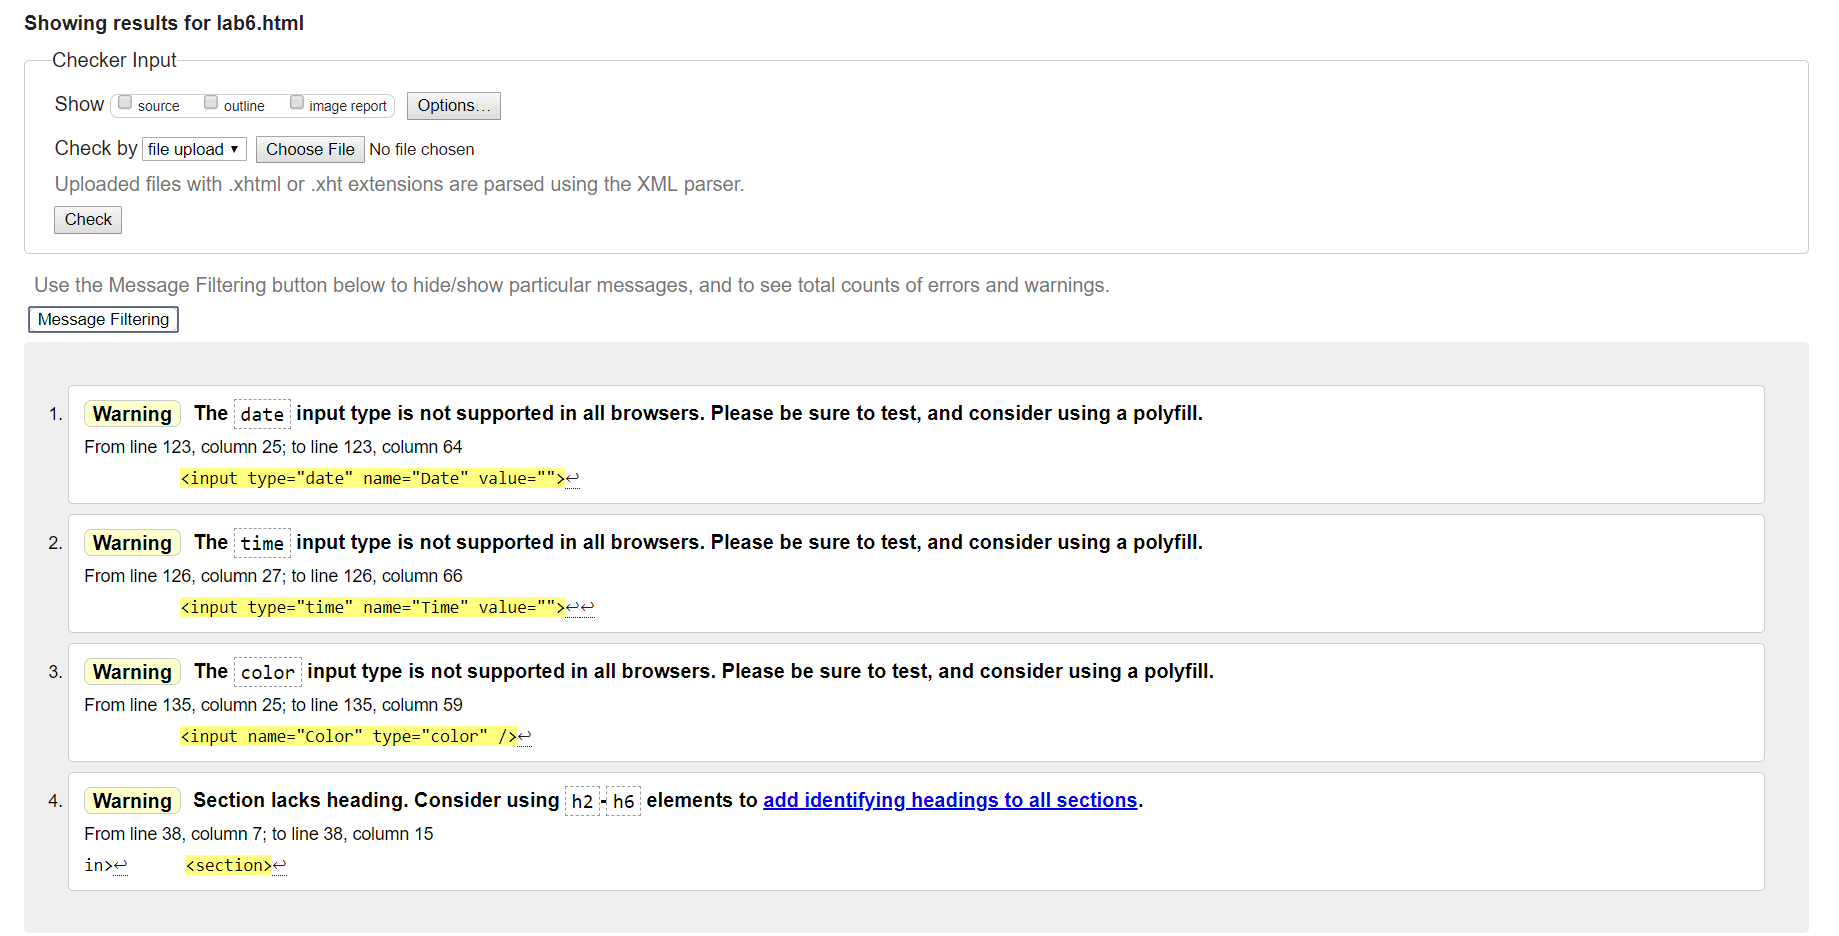 Showing results for lab6.html
Checker Input
Show source outline image report Options...
Check by file upload ▼ Choose File No file chosen
Uploaded files with .xhtml or .xht extensions are parsed using the XML parser.
Check
Use the Message Filtering button below to hide/show particular messages, and to see total counts of errors and warnings.
Message Filtering
1. Warning The date input type is not supported in all browsers. Please be sure to test, and consider using a polyfill.
From line 123, column 25; to line 123, column 64
<input type="date" name="Date" value="">↩
2. Warning The time input type is not supported in all browsers. Please be sure to test, and consider using a polyfill.
From line 126, column 27; to line 126, column 66
<input type="time" name="Time" value="">↩↩
3. Warning The color input type is not supported in all browsers. Please be sure to test, and consider using a polyfill.
From line 135, column 25; to line 135, column 59
<input name="Color" type="color" />↩
4. Warning Section lacks heading. Consider using h2-h6 elements to add identifying headings to all sections.
From line 38, column 7; to line 38, column 15
in>↩ <section>↩